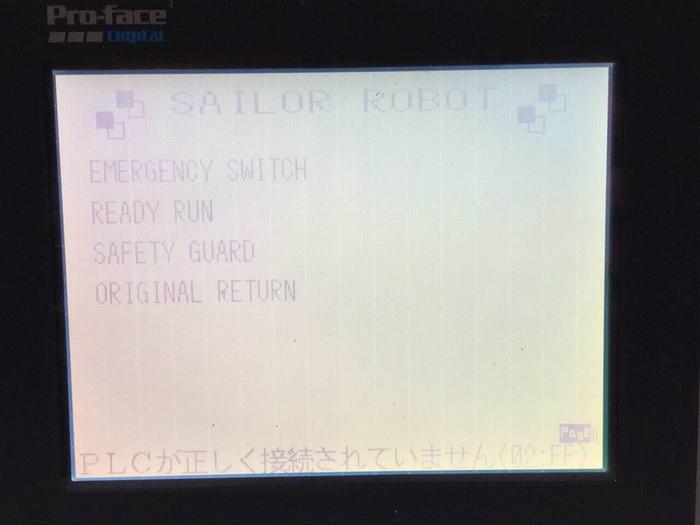 Pro-face
Digital
SAILOR ROBOT
EMERGENCY SWITCH
READY RUN
SAFETY GUARD
ORIGINAL RETURN
Page
PLCが正しく接続されていません(02:FF)